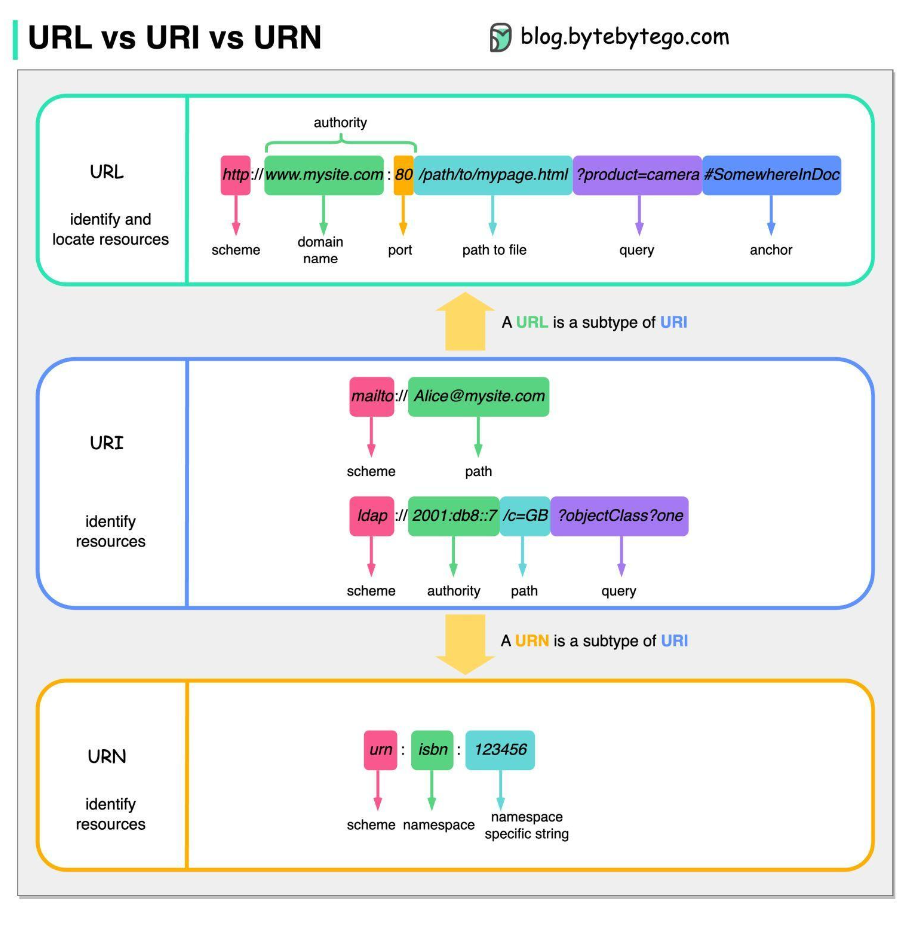 URL vs URI vs URN
blog.bytebytego.com
authority
URL
identify and
locate resources
http://www.mysite.com:80/path/to/mypage.html?product=camera#SomewhereInDoc
scheme
domain
name
port
path to file
query
anchor
A URL is a subtype of URI
URI
identify
resources
mailto://Alice@mysite.com
scheme
path
ldap://2001:db8::7/c=GB?objectClass?one
scheme
authority
path
query
A URN is a subtype of URI
URN
identify
resources
urn : isbn : 123456
scheme
namespace
namespace
specific string